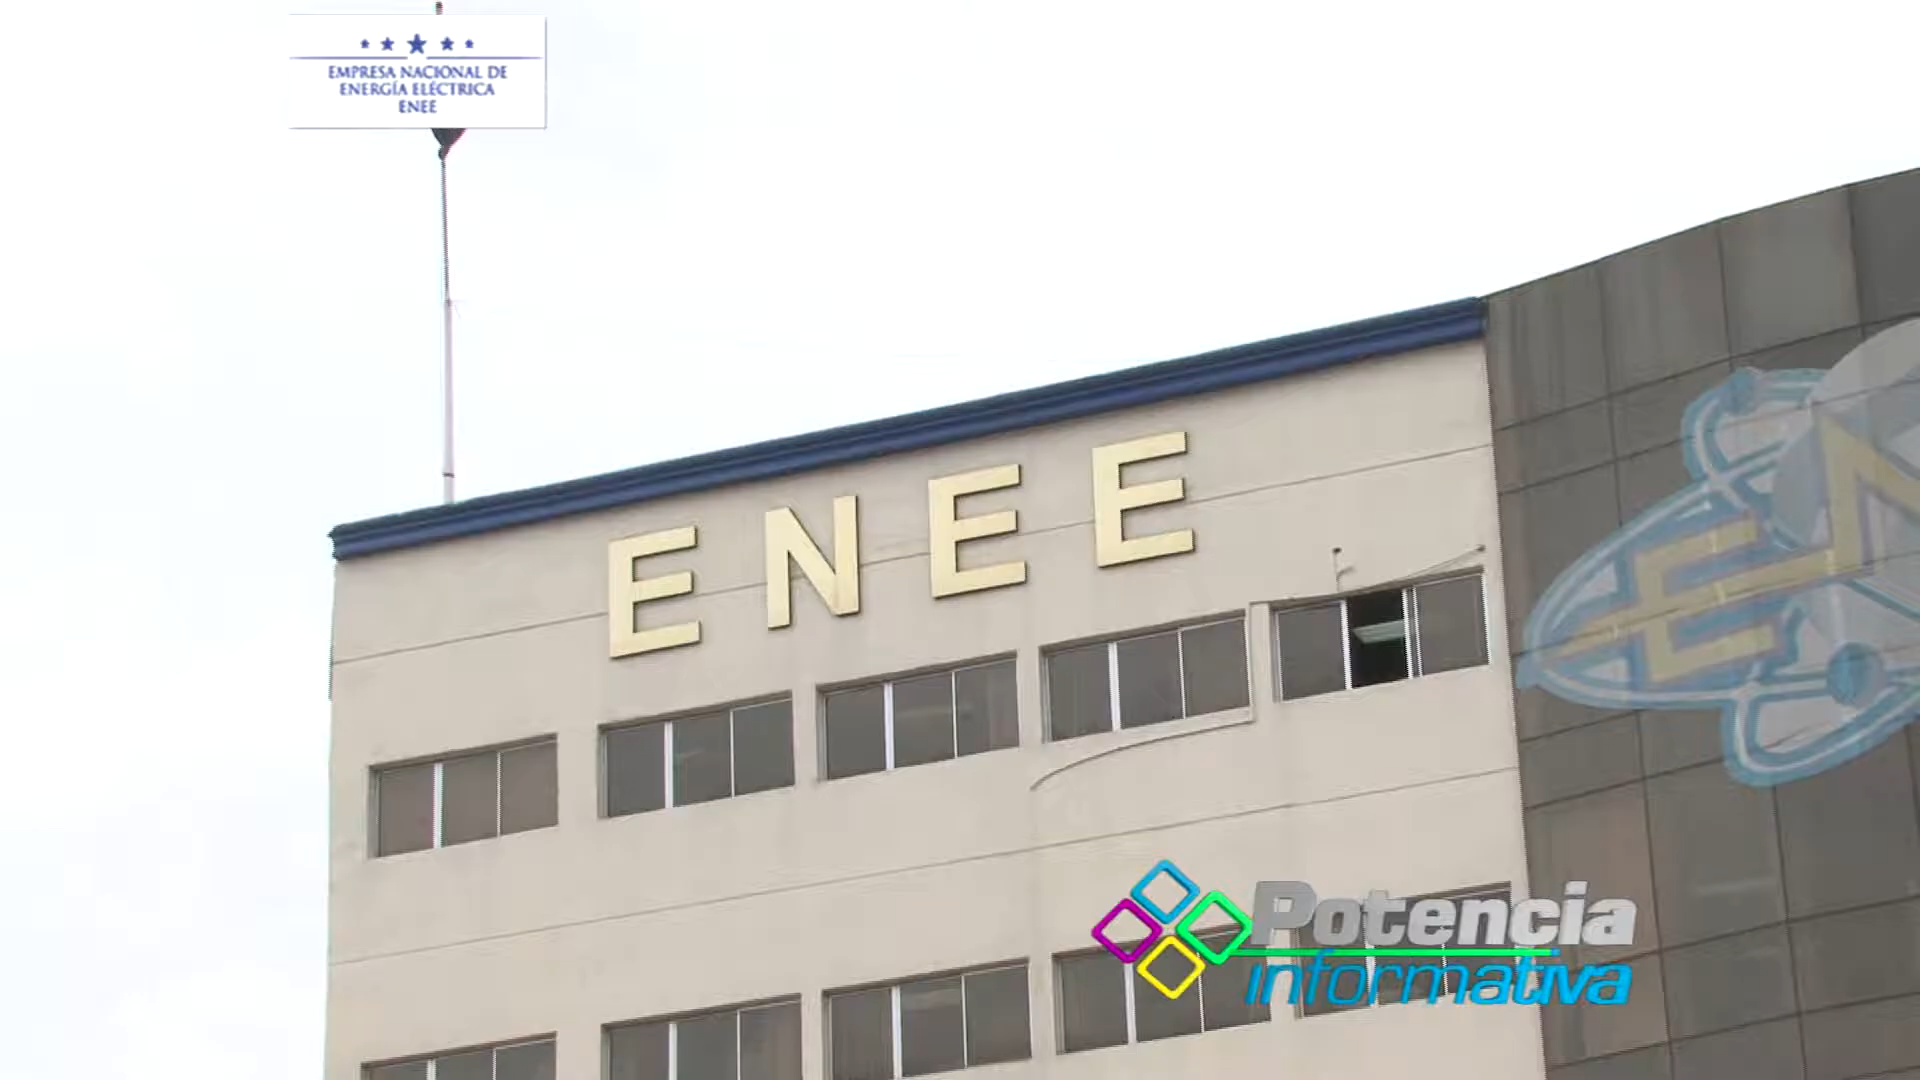 EMPRESA NACIONAL DE
ENERGÍA ELÉCTRICA
ENEE
ENEE
Potencia
informativa